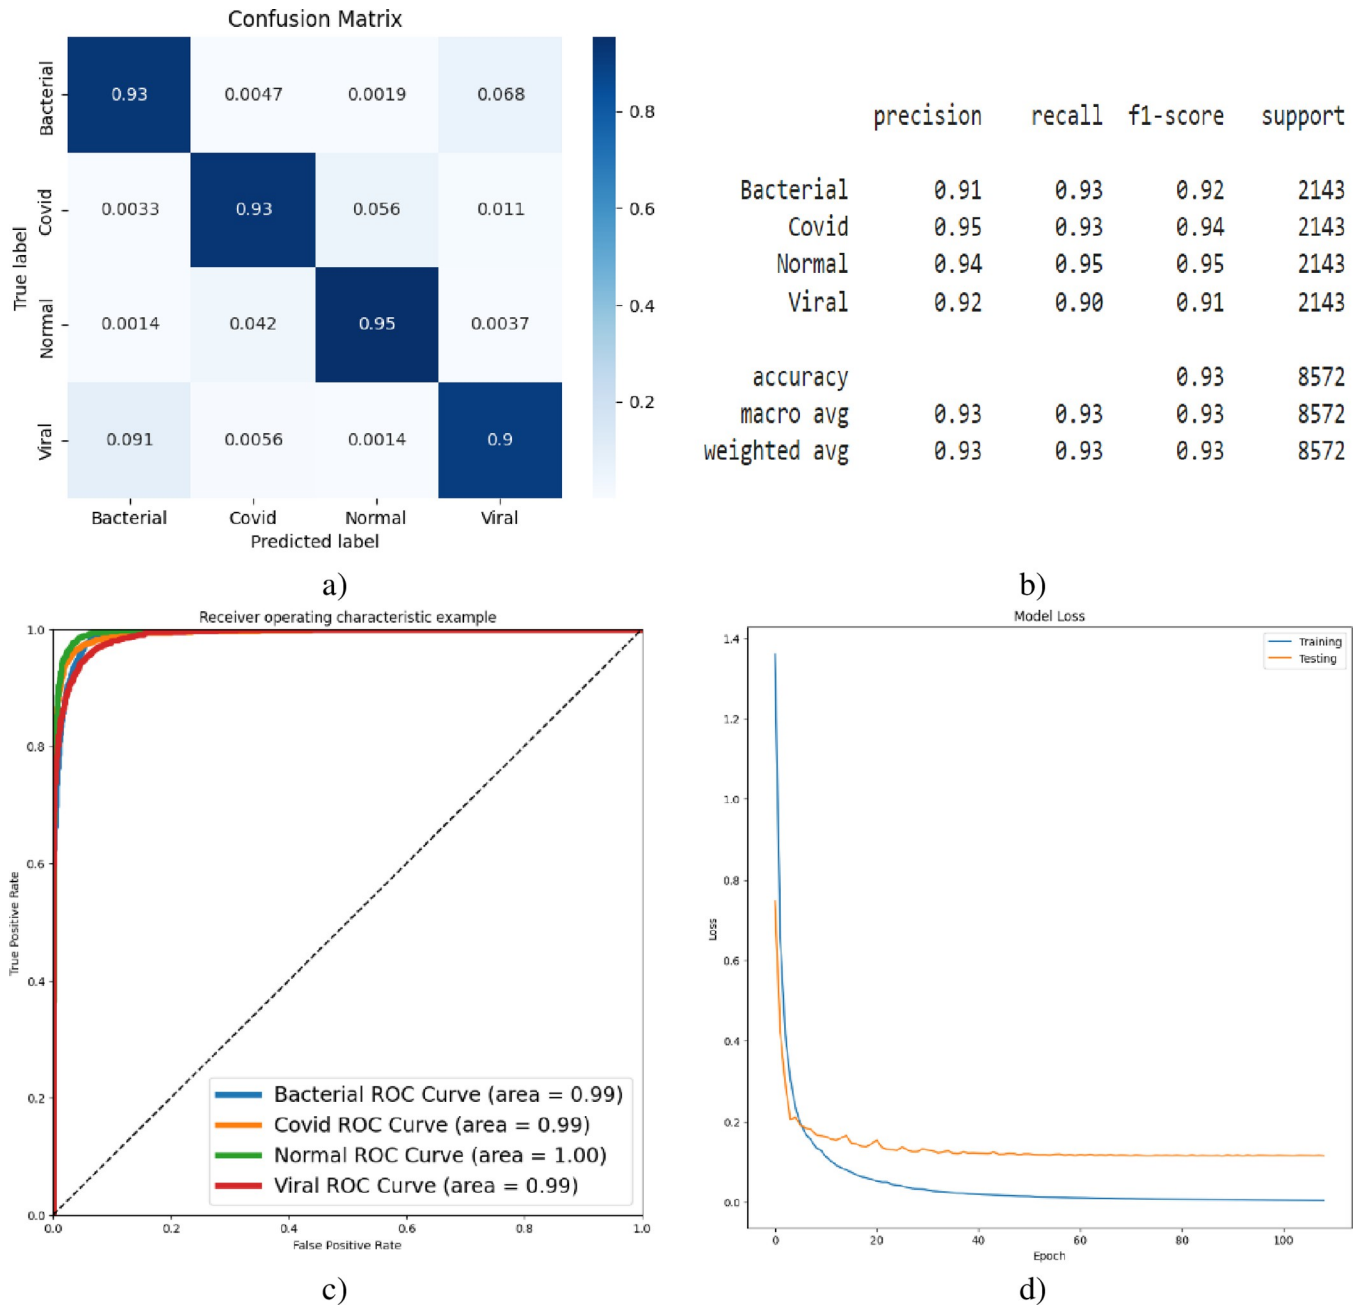 Confusion Matrix
True label
Bacterial
Covid
Normal
Viral
0.93 0.0047 0.0019 0.068
0.0033 0.93 0.056 0.011
0.0014 0.042 0.95 0.0037
0.091 0.0056 0.0014 0.9
Bacterial Covid Normal Viral
Predicted label
0.8
0.6
0.4
0.2
a)
precision recall f1-score support
Bacterial 0.91 0.93 0.92 2143
Covid 0.95 0.93 0.94 2143
Normal 0.94 0.95 0.95 2143
Viral 0.92 0.90 0.91 2143
accuracy 0.93 8572
macro avg 0.93 0.93 0.93 8572
weighted avg 0.93 0.93 0.93 8572
b)
Receiver operating characteristic example
True Positive Rate
1.0
0.8
0.6
0.4
0.2
0.0
Bacterial ROC Curve (area = 0.99)
Covid ROC Curve (area = 0.99)
Normal ROC Curve (area = 1.00)
Viral ROC Curve (area = 0.99)
0.0 0.2 0.4 0.6 0.8 1.0
False Positive Rate
c)
Model Loss
Loss
1.4
1.2
1.0
0.8
0.6
0.4
0.2
0.0
Training
Testing
0 20 40 60 80 100
Epoch
d)